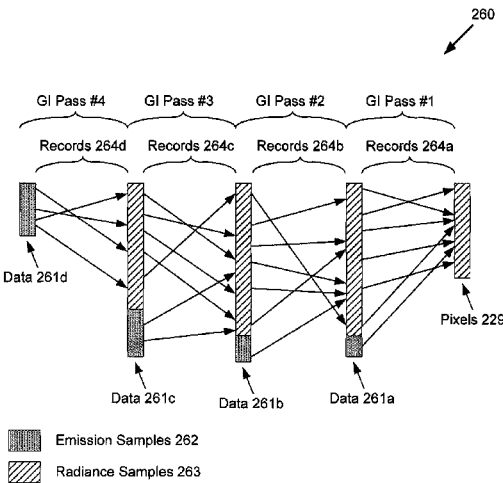 260
GI Pass #4 GI Pass #3 GI Pass #2 GI Pass #1
Records 264d Records 264c Records 264b Records 264a
Data 261d
Pixels 229
Data 261c Data 261b Data 261a
Emission Samples 262
Radiance Samples 263